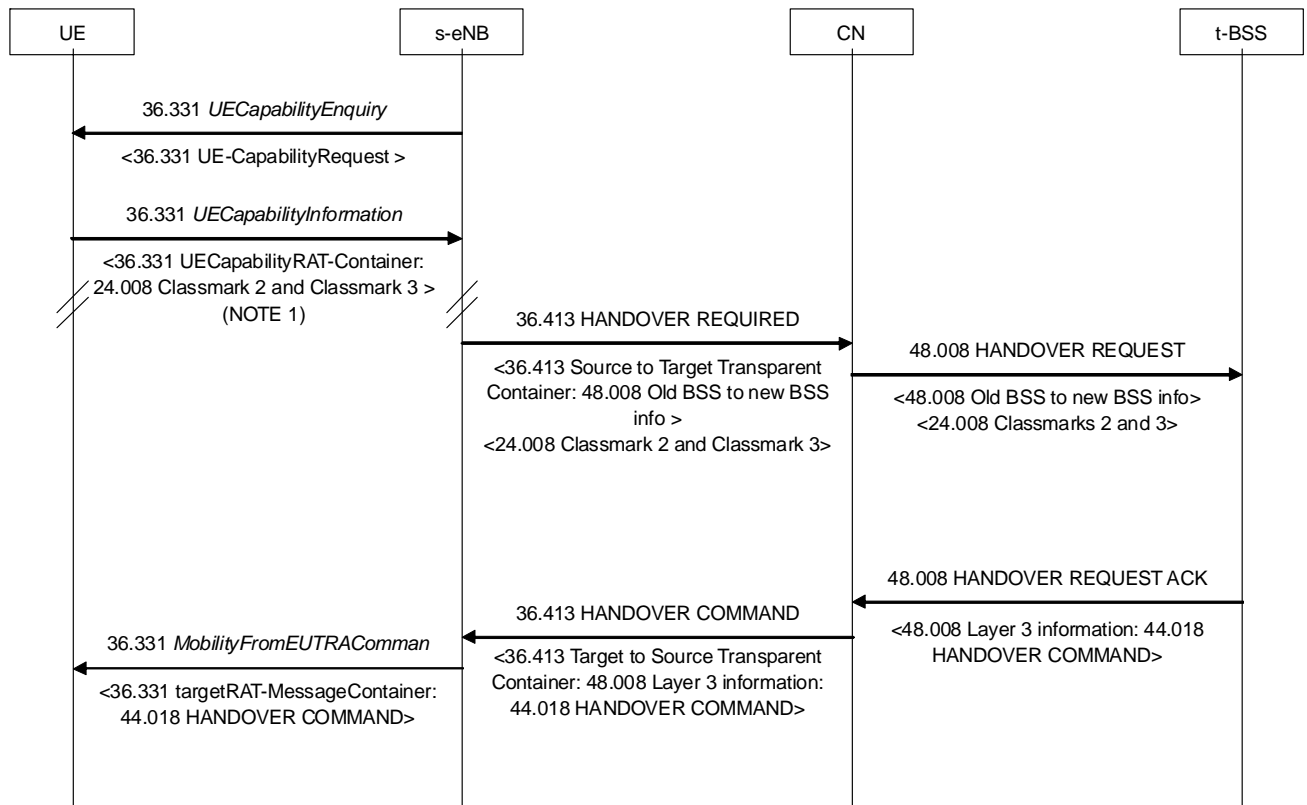 UE
s-eNB
CN
t-BSS
36.331 UECapabilityEnquiry
<36.331 UE-CapabilityRequest >
36.331 UECapabilityInformation
<36.331 UECapabilityRAT-Container:
24.008 Classmark 2 and Classmark 3 >
(NOTE 1)
36.413 HANDOVER REQUIRED
<36.413 Source to Target Transparent
Container: 48.008 Old BSS to new BSS
info >
<24.008 Classmark 2 and Classmark 3>
48.008 HANDOVER REQUEST
<48.008 Old BSS to new BSS info>
<24.008 Classmarks 2 and 3>
48.008 HANDOVER REQUEST ACK
<48.008 Layer 3 information: 44.018
HANDOVER COMMAND>
36.413 HANDOVER COMMAND
<36.413 Target to Source Transparent
Container: 48.008 Layer 3 information:
44.018 HANDOVER COMMAND>
36.331 MobilityFromEUTRAComman
<36.331 targetRAT-MessageContainer:
44.018 HANDOVER COMMAND>